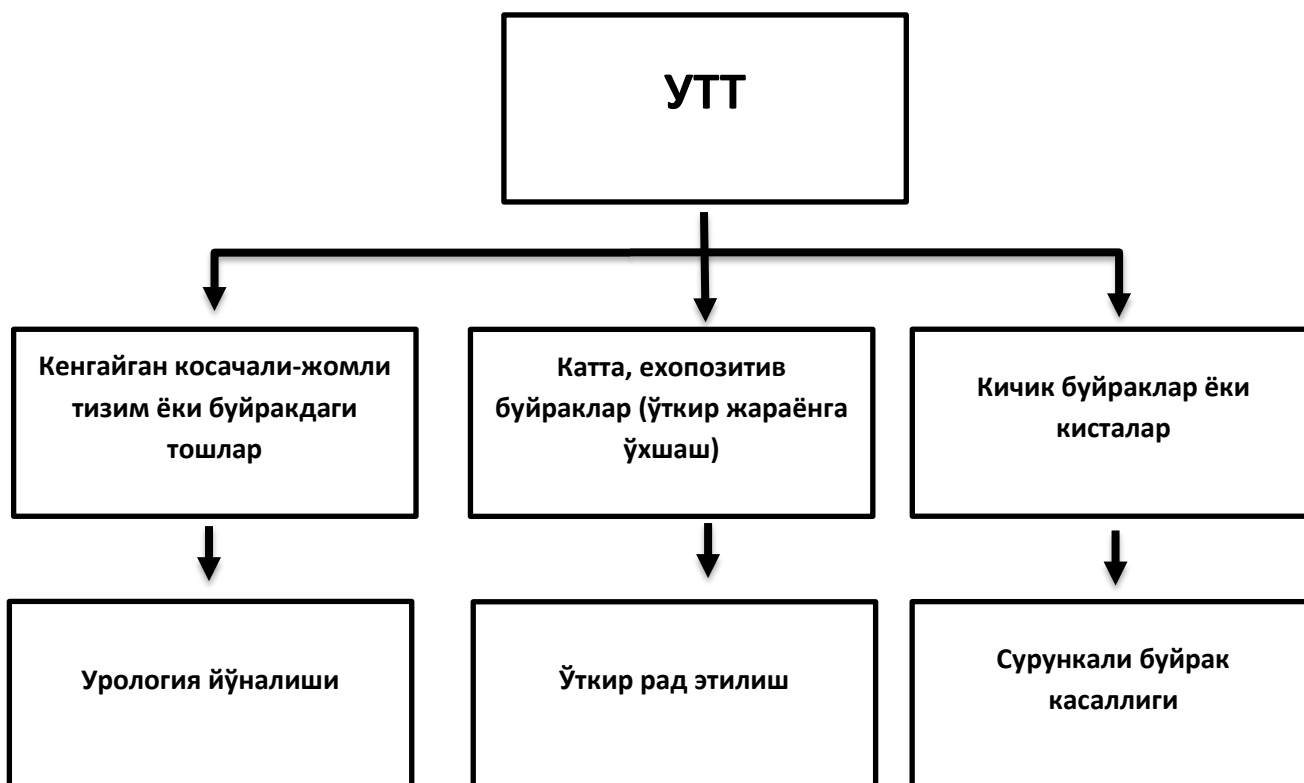 УТТ
Кенгайган косачали-жомли
тизим ёки буйракдаги
тошлар
Катта, ехопозитив
буйраклар (ўткир жараёнга
ўхшаш)
Кичик буйраклар ёки
кисталар
Урология йўналиши
Ўткир рад этилиш
Сурункали буйрак
касаллиги